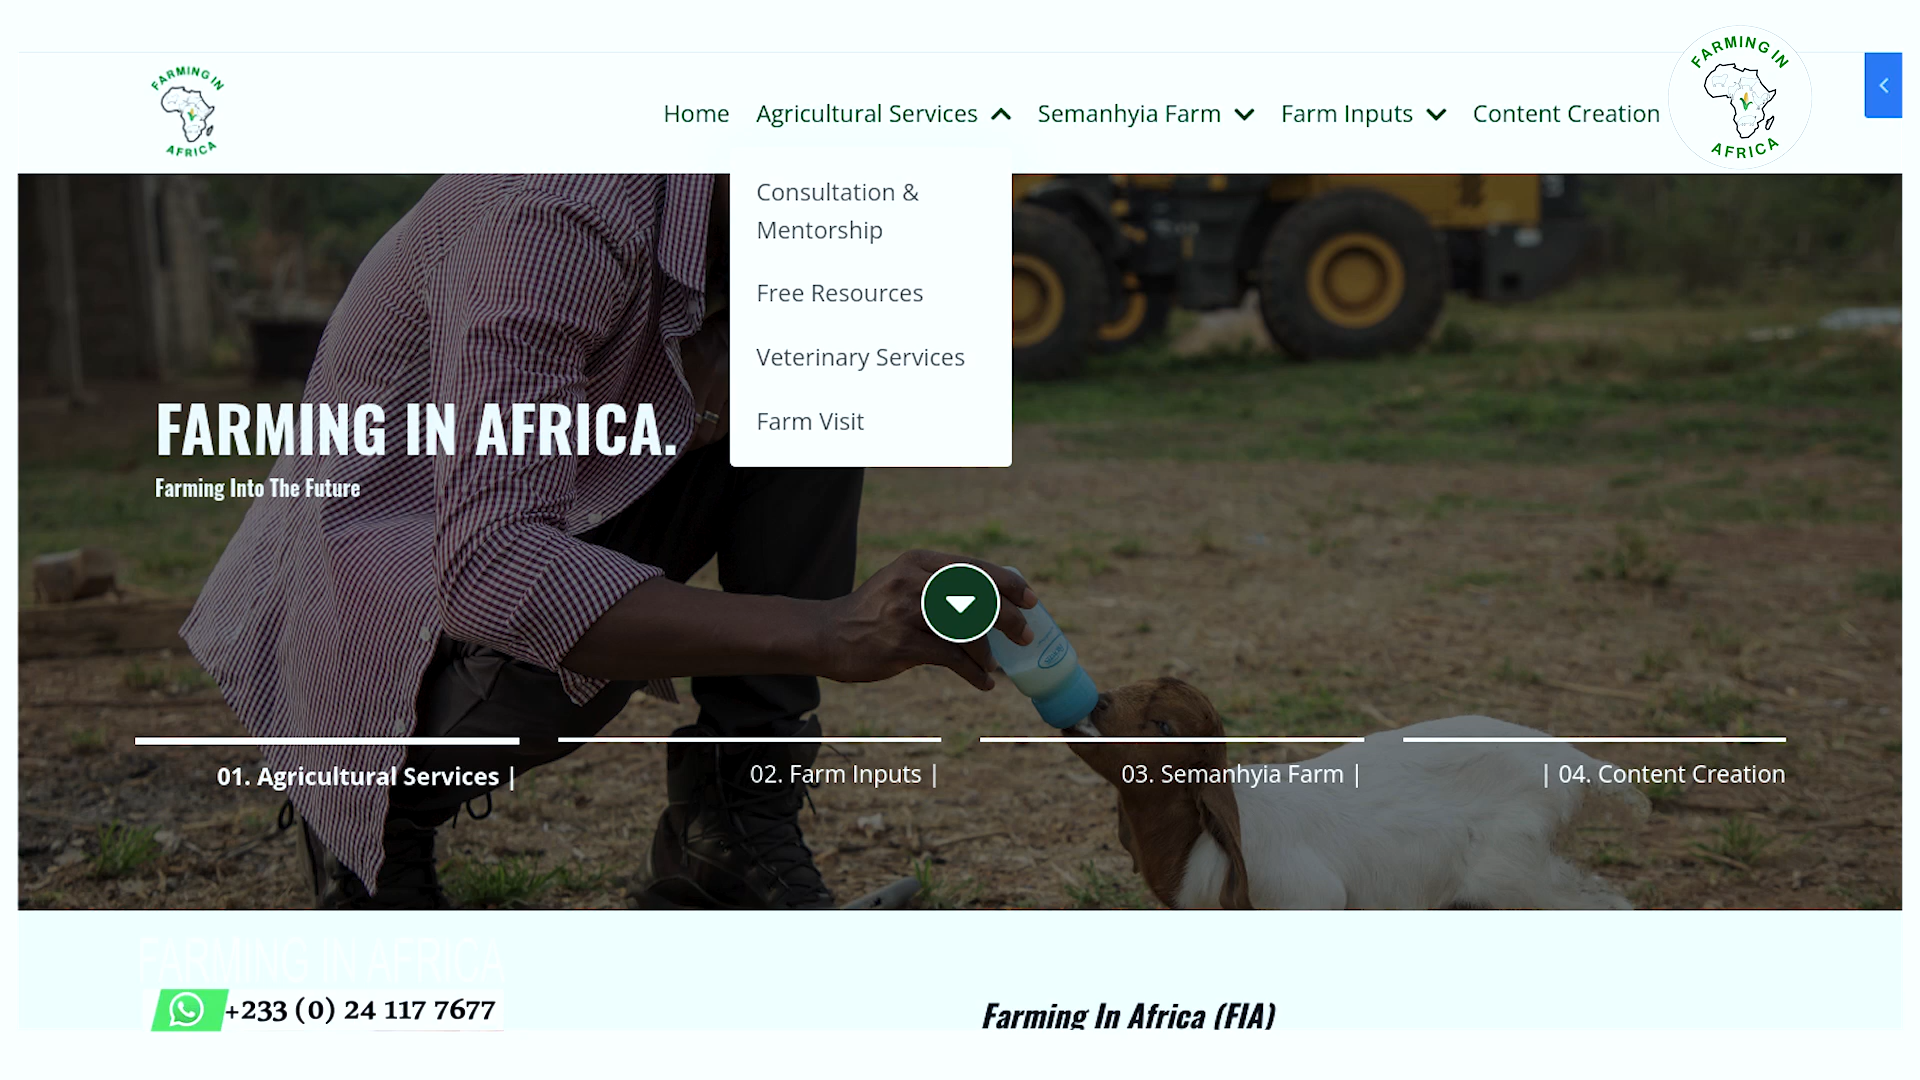 FARMING IN
AFRICA
Home
Agricultural Services
Semanhyia Farm
Farm Inputs
Content Creation
FARMING IN
AFRICA
Consultation &
Mentorship
Free Resources
Veterinary Services
Farm Visit
FARMING IN AFRICA.
Farming Into The Future
01. Agricultural Services |
02. Farm Inputs |
03. Semanhyia Farm |
| 04. Content Creation
FARMING IN AFRICA
+233 (0) 24 117 7677
Farming In Africa (FIA)